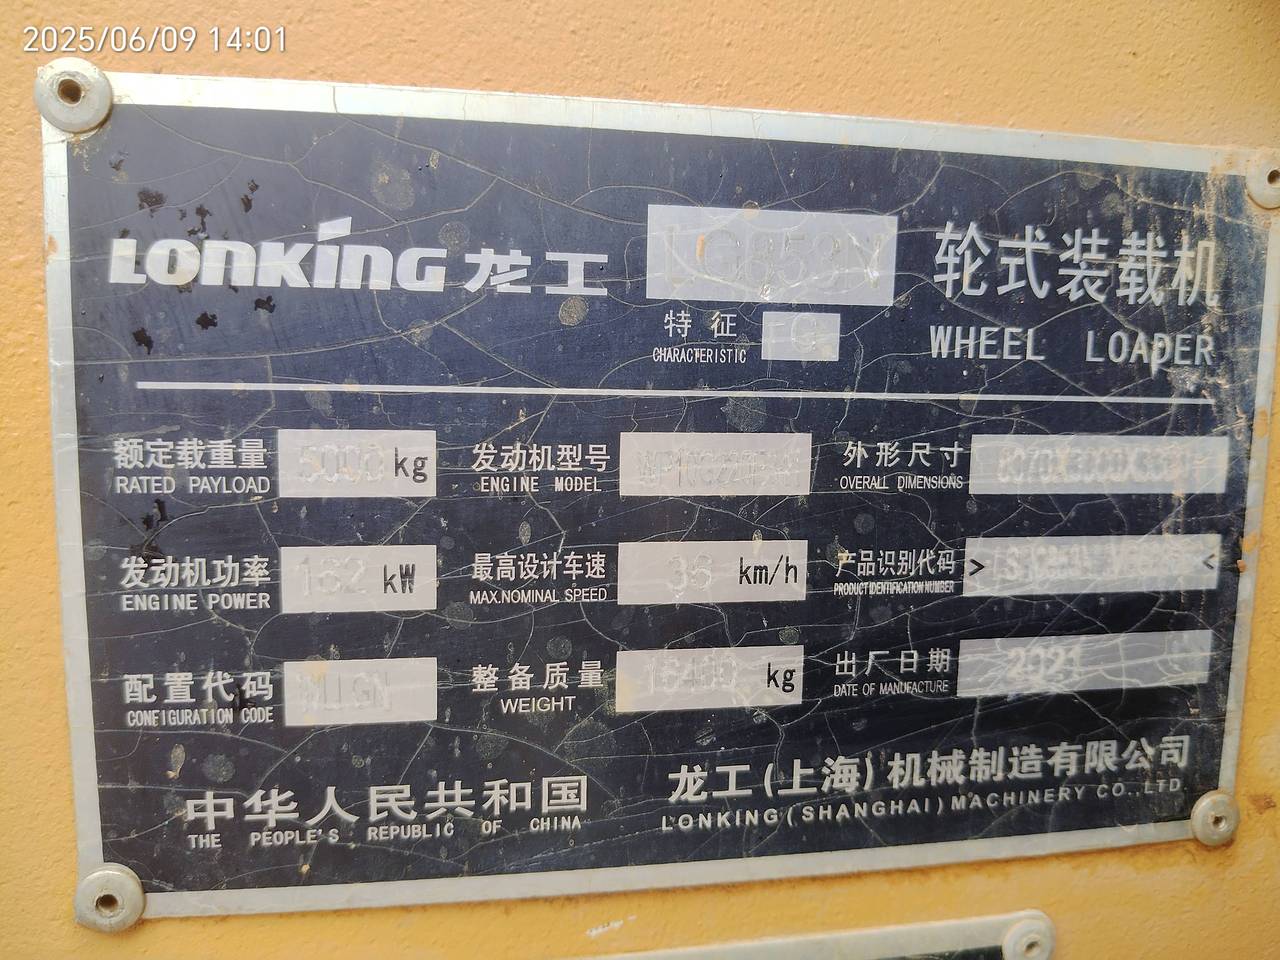 2025/06/09 14:01
LONKING 龙工 LG853N 轮式装载机
特征
CHARACTERISTIC
WHEEL LOADER
额定载重量 5000 kg 发动机型号 外形尺寸
RATED PAYLOAD ENGINE MODEL OVERALL DIMENSIONS
发动机功率 162 kW 最高设计车速 36 km/h 产品识别代码 > <
ENGINE POWER MAX.NOMINAL SPEED PRODUCT IDENTIFICATION NUMBER
配置代码 整备质量 16400 kg 出厂日期 2021
CONFIGURATION CODE WEIGHT DATE OF MANUFACTURE
中华人民共和国 龙工(上海)机械制造有限公司
THE PEOPLE'S REPUBLIC OF CHINA LONKING(SHANGHAI)MACHINERY CO.,LTD.